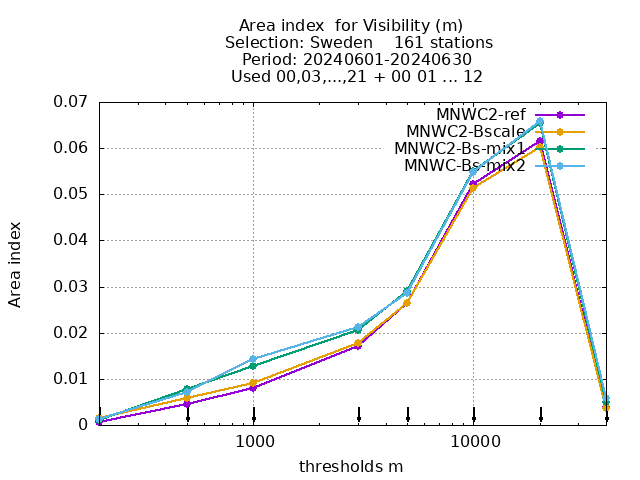 Area index  for Visibility (m)
Selection: Sweden    161 stations
Period: 20240601-20240630
Used 00,03,...,21 + 00 01 ... 12
0.07
0.06
0.05
0.04
0.03
0.02
0.01
0
Area index
MNWC2-ref
MNWC2-Bscale
MNWC2-Bs-mix1
MNWC-Bs-mix2
1000
10000
thresholds m